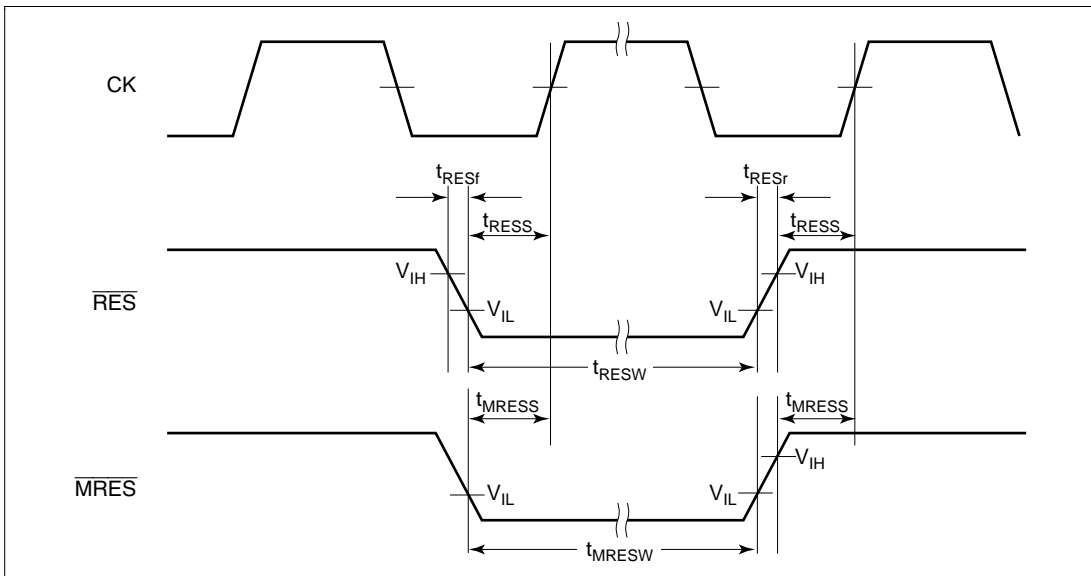 CK
tRESf
tRESr
tRESS
tRESS
VIH
VIH
RES
VIL
VIL
tRESW
tMRESS
tMRESS
VIH
MRES
VIL
VIL
tMRESW